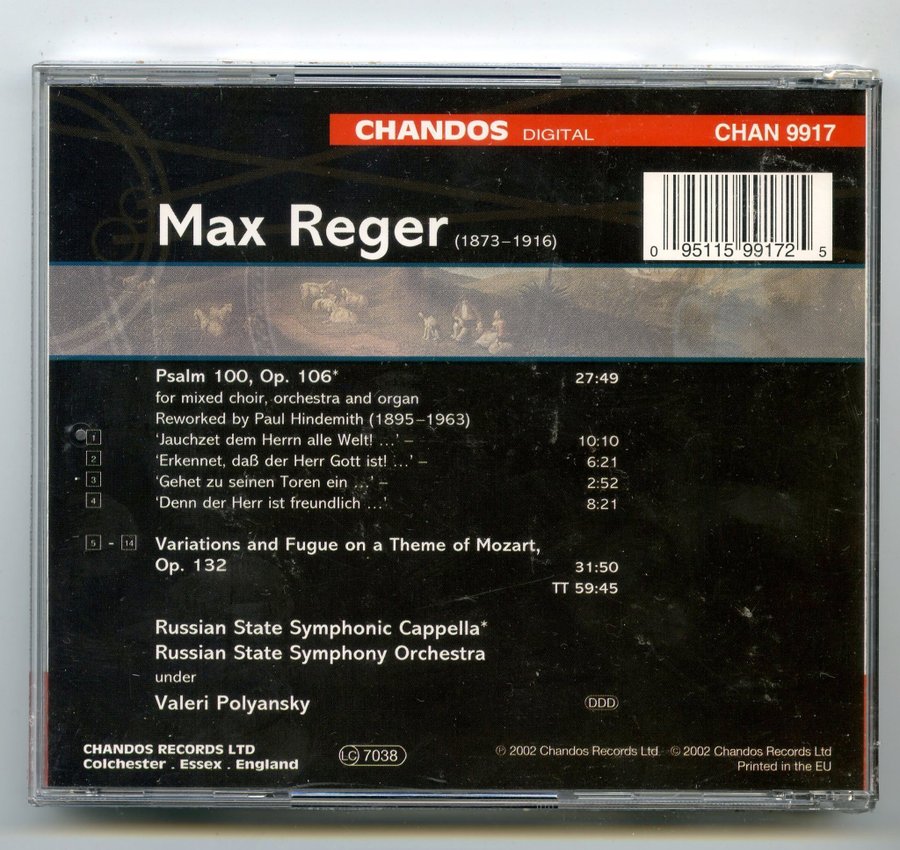 CHANDOS DIGITAL CHAN 9917
Max Reger (1873–1916)
0 95115 99172 5
Psalm 100, Op. 106* 27:49
for mixed choir, orchestra and organ
Reworked by Paul Hindemith (1895–1963)
1 ‘Jauchzet dem Herrn alle Welt! ...’ – 10:10
2 ‘Erkennet, daß der Herr Gott ist! ...’ – 6:21
3 ‘Gehet zu seinen Toren ein ...’ – 2:52
4 ‘Denn der Herr ist freundlich ...’ 8:21
5 - 14 Variations and Fugue on a Theme of Mozart,
Op. 132 31:50
TT 59:45
Russian State Symphonic Cappella*
Russian State Symphony Orchestra
under
Valeri Polyansky DDD
CHANDOS RECORDS LTD
Colchester . Essex . England
LC 7038
℗ 2002 Chandos Records Ltd © 2002 Chandos Records Ltd
Printed in the EU